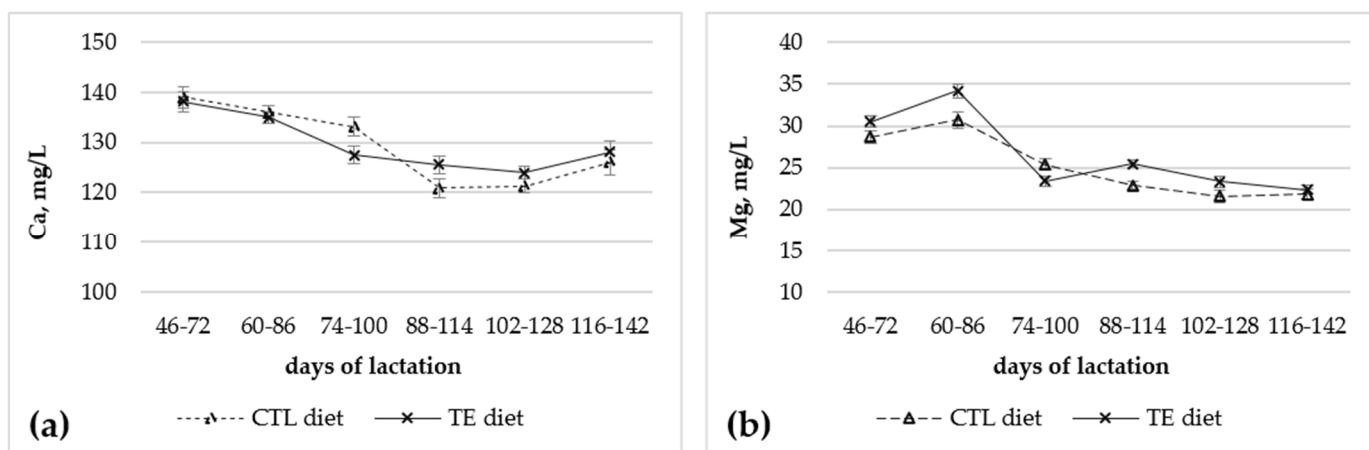 150
140
130
120
110
100
Ca, mg/L
46-72 60-86 74-100 88-114 102-128 116-142
days of lactation
CTL diet TE diet
(a)
40
35
30
25
20
15
10
Mg, mg/L
46-72 60-86 74-100 88-114 102-128 116-142
days of lactation
CTL diet TE diet
(b)